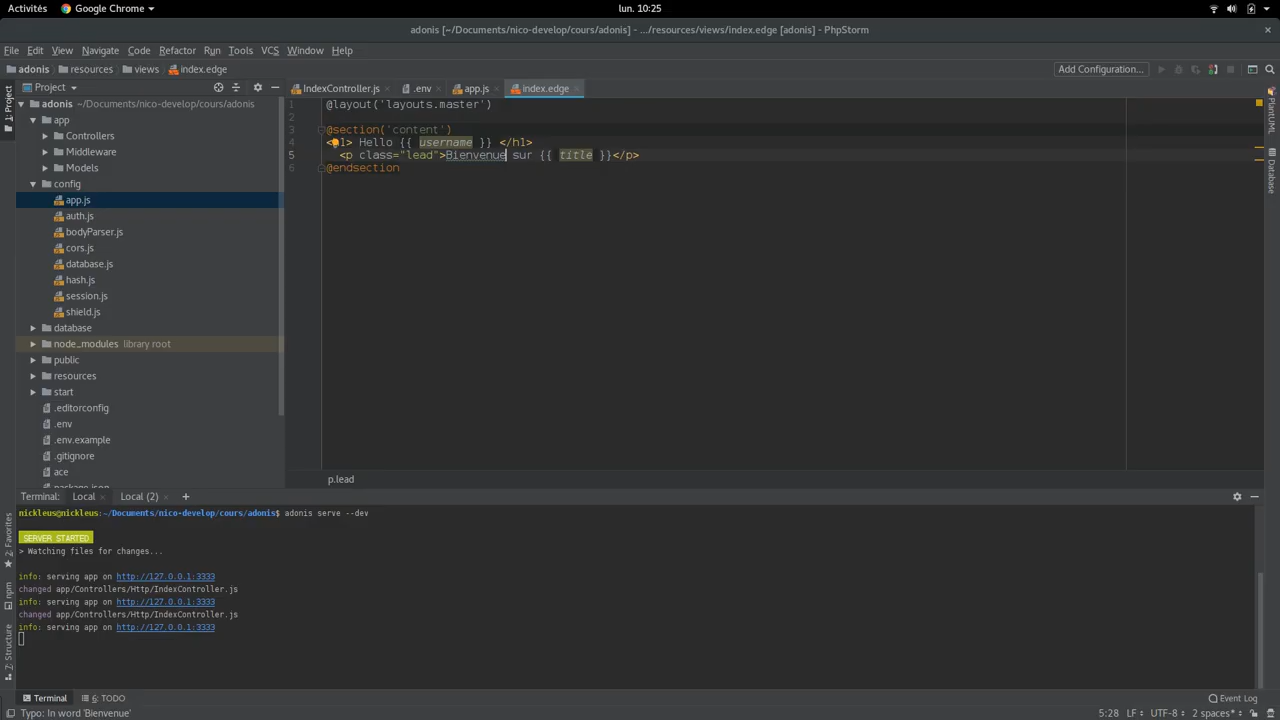 Activités
Google Chrome
lun. 10:25
adonis [~/Documents/nico-develop/cours/adonis] - .../resources/views/index.edge [adonis] - PhpStorm
File Edit View Navigate Code Refactor Run Tools VCS Window Help
adonis resources views index.edge
Add Configuration...
Project
IndexController.js .env app.js index.edge
1: Project
adonis ~/Documents/nico-develop/cours/adonis
app
Controllers
Middleware
Models
config
app.js
auth.js
bodyParser.js
cors.js
database.js
hash.js
session.js
shield.js
database
node_modules library root
public
resources
start
.editorconfig
.env
.env.example
.gitignore
ace
package.json
1 @layout('layouts.master')
2
3 @section('content')
4 <h1> Hello {{ username }} </h1>
5 <p class="lead">Bienvenue sur {{ title }}</p>
6 @endsection
p.lead
PlantUML
Database
Terminal: Local Local (2) +
nickleus@nickleus:~/Documents/nico-develop/cours/adonis$ adonis serve --dev
SERVER STARTED
> Watching files for changes...
info: serving app on http://127.0.0.1:3333
changed app/Controllers/Http/IndexController.js
info: serving app on http://127.0.0.1:3333
changed app/Controllers/Http/IndexController.js
info: serving app on http://127.0.0.1:3333
2: Favorites
npm
7: Structure
Terminal 6: TODO
Event Log
Typo: In word 'Bienvenue'
5:28 LF UTF-8 2 spaces*